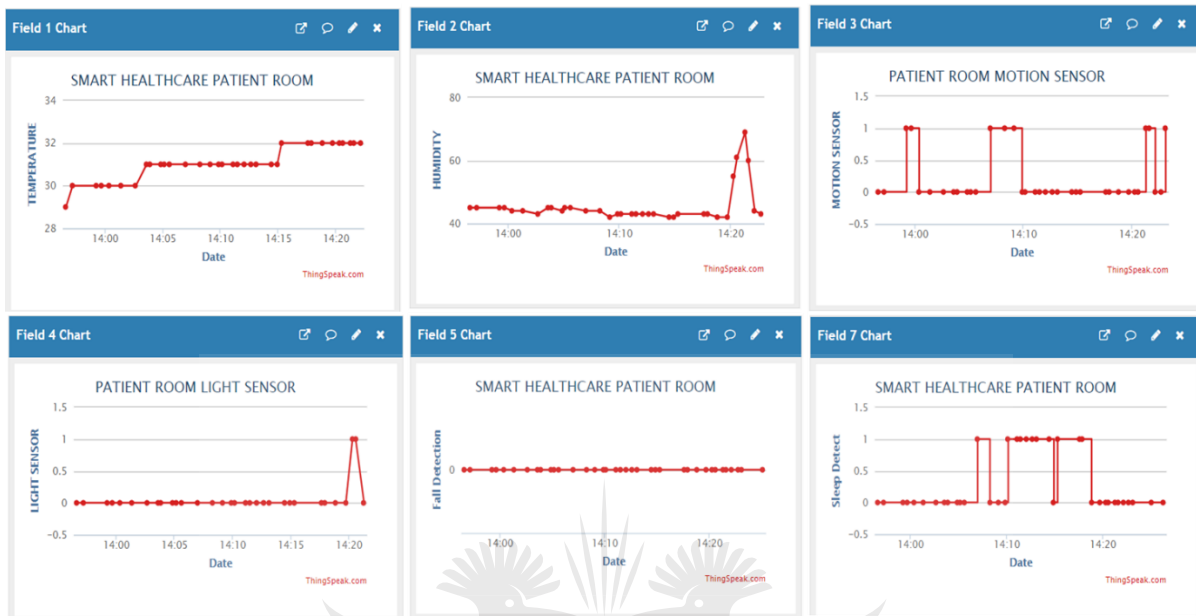 Field 1 Chart
SMART HEALTHCARE PATIENT ROOM
TEMPERATURE
34
32
30
28
14:00 14:05 14:10 14:15 14:20
Date
ThingSpeak.com
Field 2 Chart
SMART HEALTHCARE PATIENT ROOM
HUMIDITY
80
60
40
14:00 14:10 14:20
Date
ThingSpeak.com
Field 3 Chart
PATIENT ROOM MOTION SENSOR
MOTION SENSOR
1.5
1
0.5
0
-0.5
14:00 14:10 14:20
Date
ThingSpeak.com
Field 4 Chart
PATIENT ROOM LIGHT SENSOR
LIGHT SENSOR
1.5
1
0.5
0
-0.5
14:00 14:05 14:10 14:15 14:20
Date
ThingSpeak.com
Field 5 Chart
SMART HEALTHCARE PATIENT ROOM
Fall Detection
0
14:00 14:10 14:20
Date
ThingSpeak.com
Field 7 Chart
SMART HEALTHCARE PATIENT ROOM
Sleep Detect
1.5
1
0.5
0
-0.5
14:00 14:10 14:20
Date
ThingSpeak.com